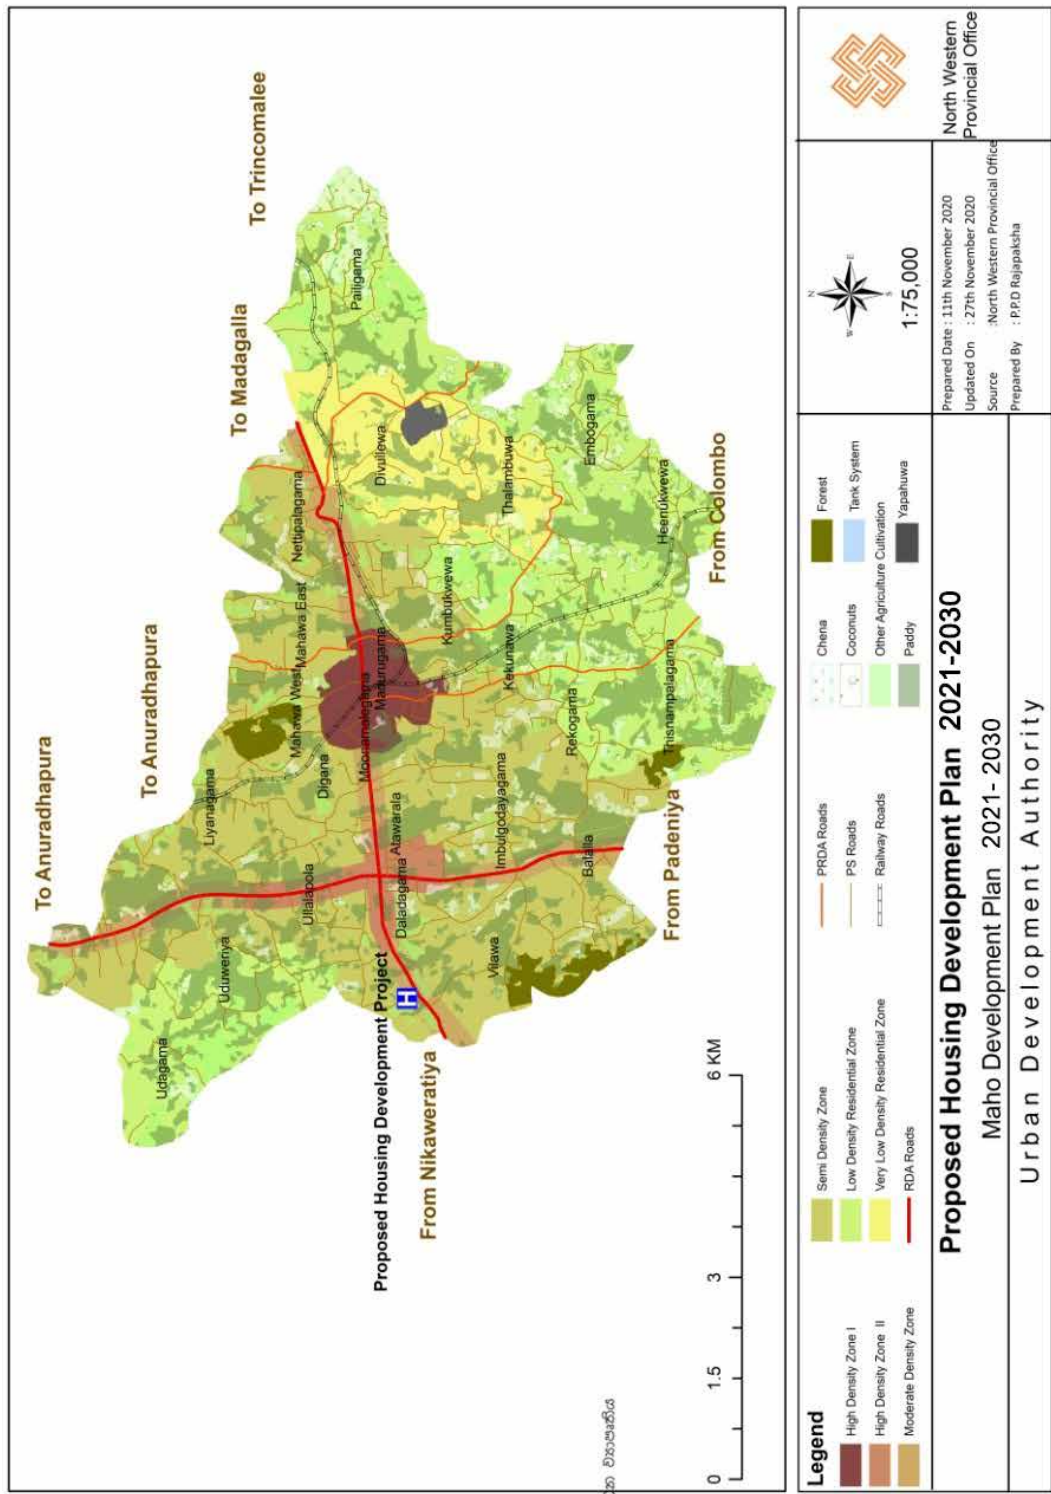 To Anuradhapura
To Anuradhapura
To Madagalla
To Trincomalee
Udagama
Uduweriya
Liyanagama
Ullalapola
Digana
Mahawa West
Mahawa East
Nettipalagama
Pailigama
Moonamalegama
Madurugama
Divullewa
Proposed Housing Development Project
H
Daladagama
Atawarala
Kumbukwewa
From Nikaweratiya
Vilawa
Imbulgodayagama
Kekunawa
Thalambuwa
Rekogama
Batalla
Embogama
Thisnampalagama
Heenukwewa
From Padeniya
From Colombo
0 1.5 3 6 KM
Legend
High Density Zone I
High Density Zone II
Moderate Density Zone
Semi Density Zone
Low Density Residential Zone
Very Low Density Residential Zone
RDA Roads
PRDA Roads
PS Roads
Railway Roads
Chena
Coconuts
Other Agriculture Cultivation
Paddy
Forest
Tank System
Yapahuwa
N
W E
S
1:75,000
Proposed Housing Development Plan 2021-2030
Maho Development Plan 2021- 2030
Urban Development Authority
Prepared Date : 11th November 2020
Updated On : 27th November 2020
Source :North Western Provincial Office
Prepared By : P.P.D Rajapaksha
North Western
Provincial Office